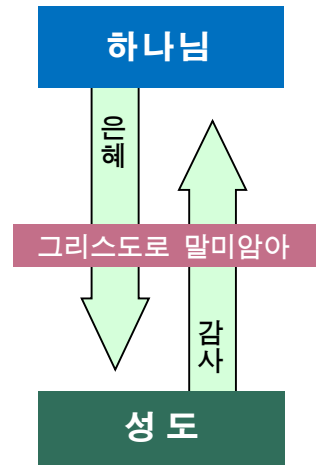 하나님
은혜
그리스도로 말미암아
감사
성 도